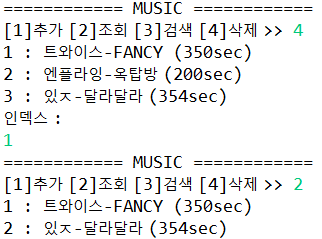 ============ MUSIC ============
[1]추가 [2]조회 [3]검색 [4]삭제 >> 4
1 : 트와이스-FANCY (350sec)
2 : 엔플라잉-옥탑방 (200sec)
3 : 있ㅈ-달라달라 (354sec)
인덱스 :
1
============ MUSIC ============
[1]추가 [2]조회 [3]검색 [4]삭제 >> 2
1 : 트와이스-FANCY (350sec)
2 : 있ㅈ-달라달라 (354sec)